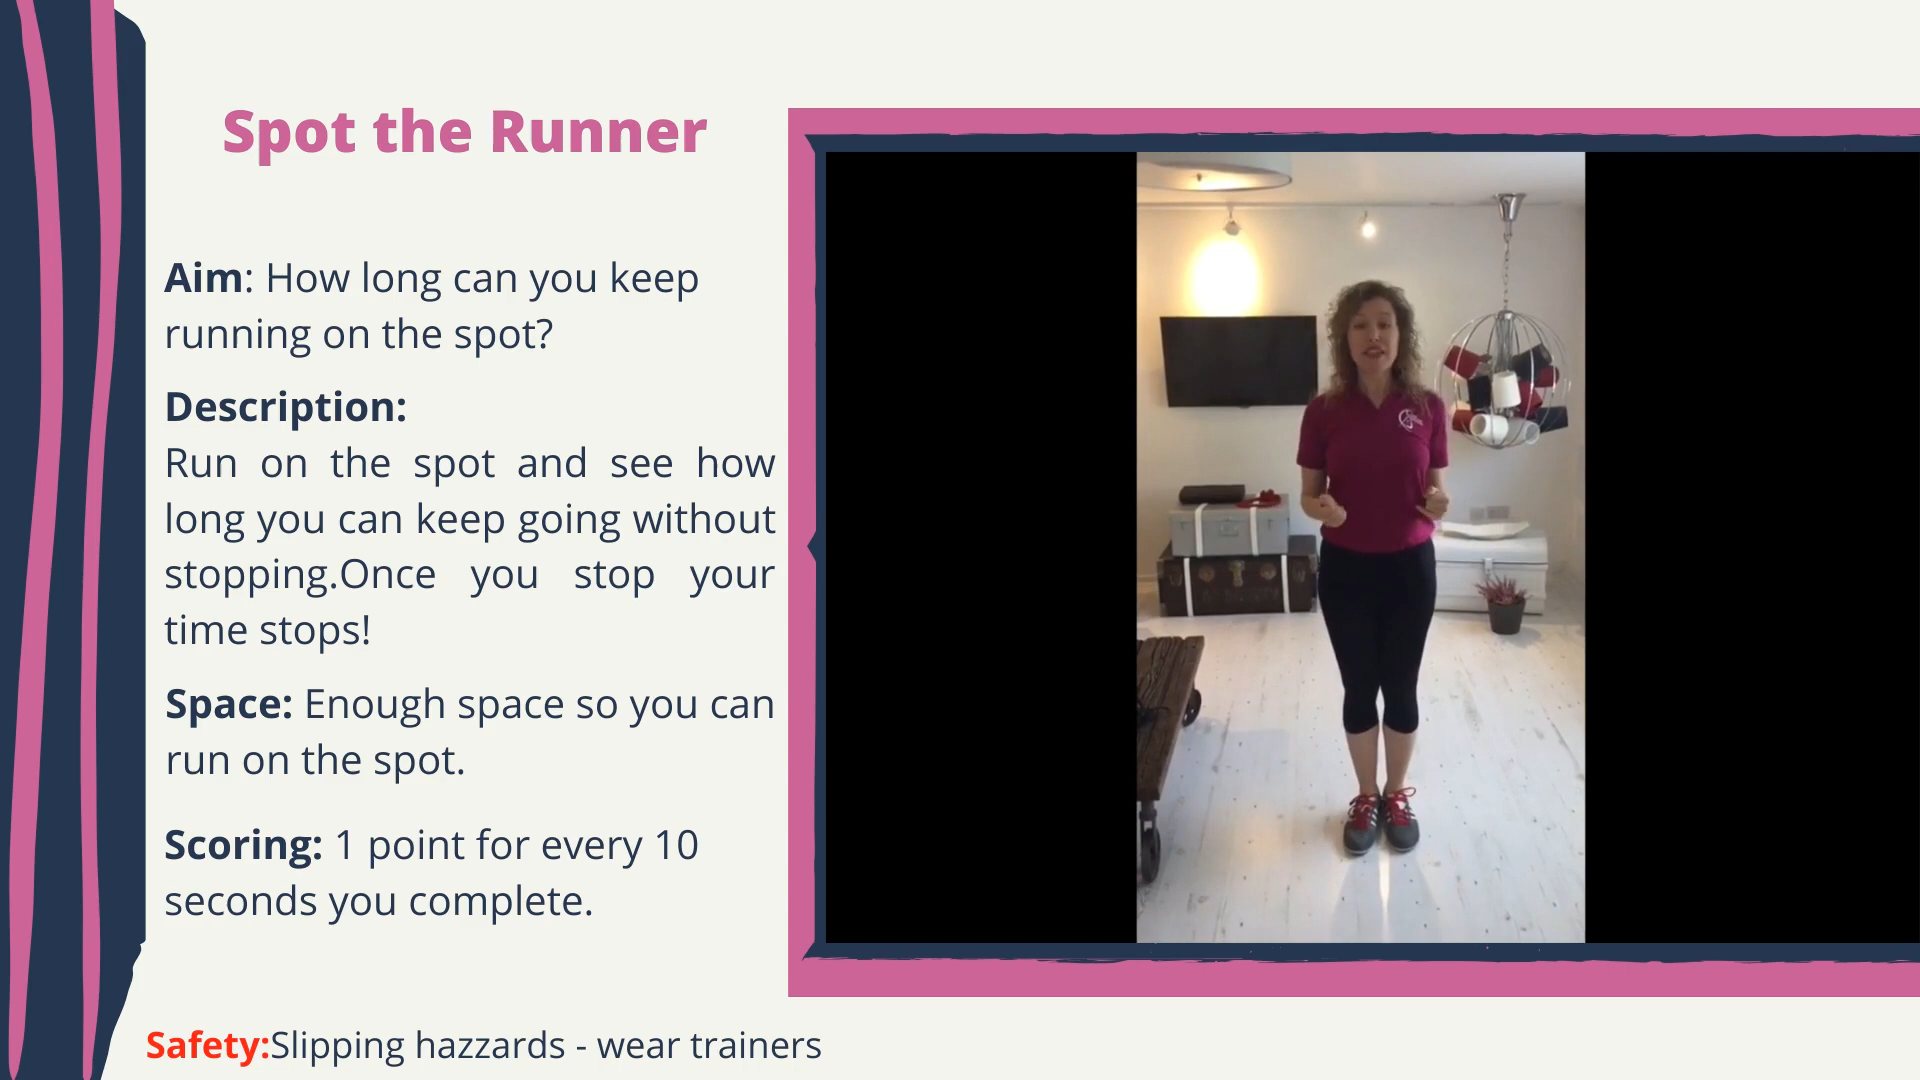 Spot the Runner
Aim: How long can you keep
running on the spot?
Description:
Run on the spot and see how
long you can keep going without
stopping.Once you stop your
time stops!
Space: Enough space so you can
run on the spot.
Scoring: 1 point for every 10
seconds you complete.
Safety:Slipping hazzards - wear trainers